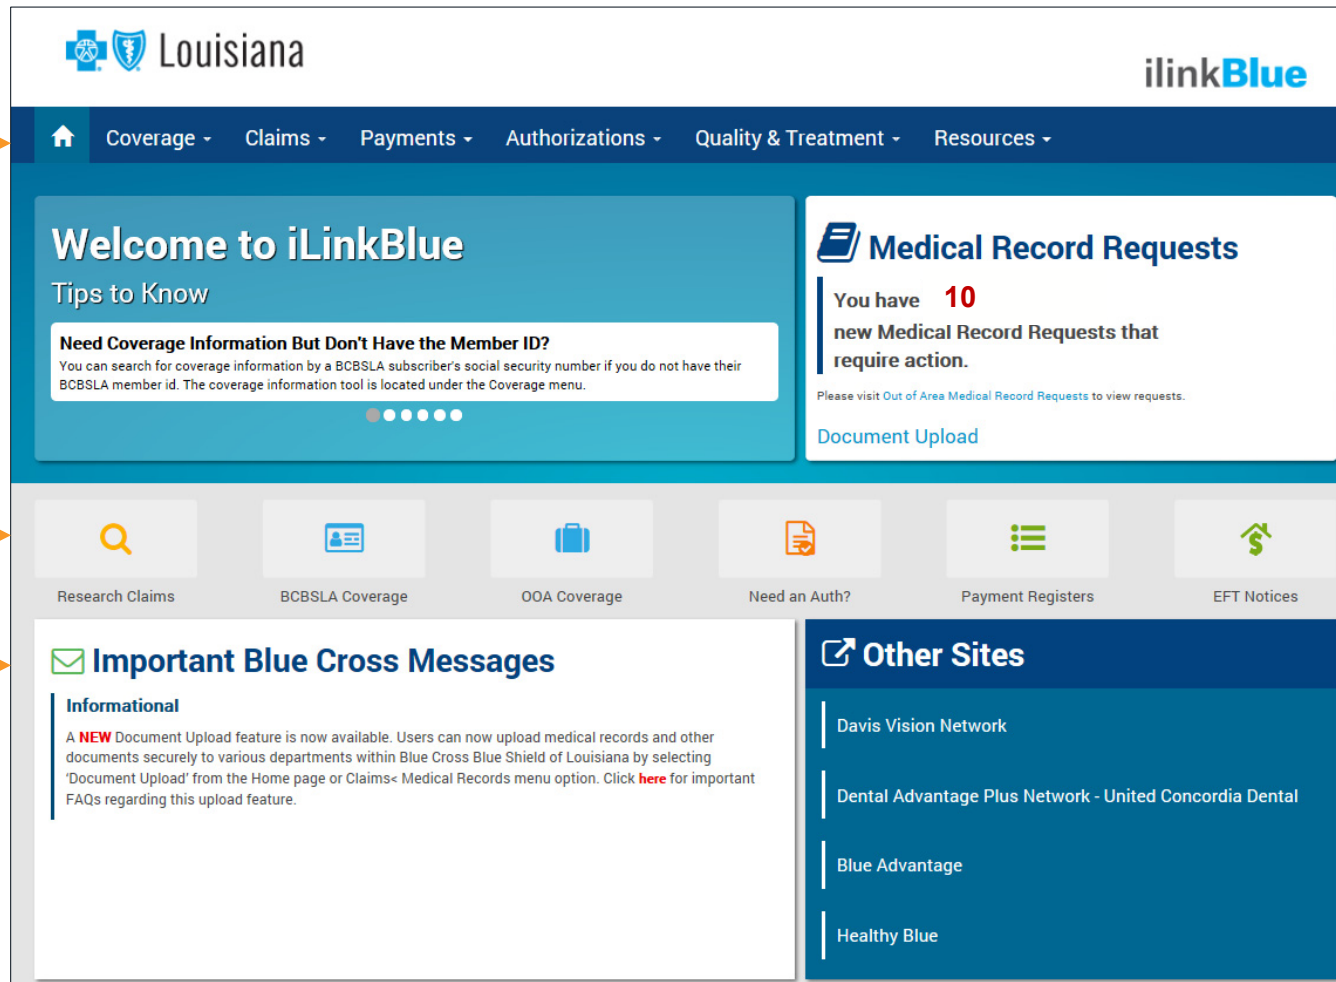 Louisiana
ilinkBlue
Coverage
Claims
Payments
Authorizations
Quality & Treatment
Resources
Welcome to iLinkBlue
Tips to Know
Need Coverage Information But Don't Have the Member ID?
You can search for coverage information by a BCBSLA subscriber's social security number if you do not have their
BCBSLA member id. The coverage information tool is located under the Coverage menu.
Medical Record Requests
You have 10
new Medical Record Requests that
require action.
Please visit Out of Area Medical Record Requests to view requests.
Document Upload
Research Claims
BCBSLA Coverage
OOA Coverage
Need an Auth?
Payment Registers
EFT Notices
Important Blue Cross Messages
Informational
A NEW Document Upload feature is now available. Users can now upload medical records and other
documents securely to various departments within Blue Cross Blue Shield of Louisiana by selecting
'Document Upload' from the Home page or Claims< Medical Records menu option. Click here for important
FAQs regarding this upload feature.
Other Sites
Davis Vision Network
Dental Advantage Plus Network - United Concordia Dental
Blue Advantage
Healthy Blue